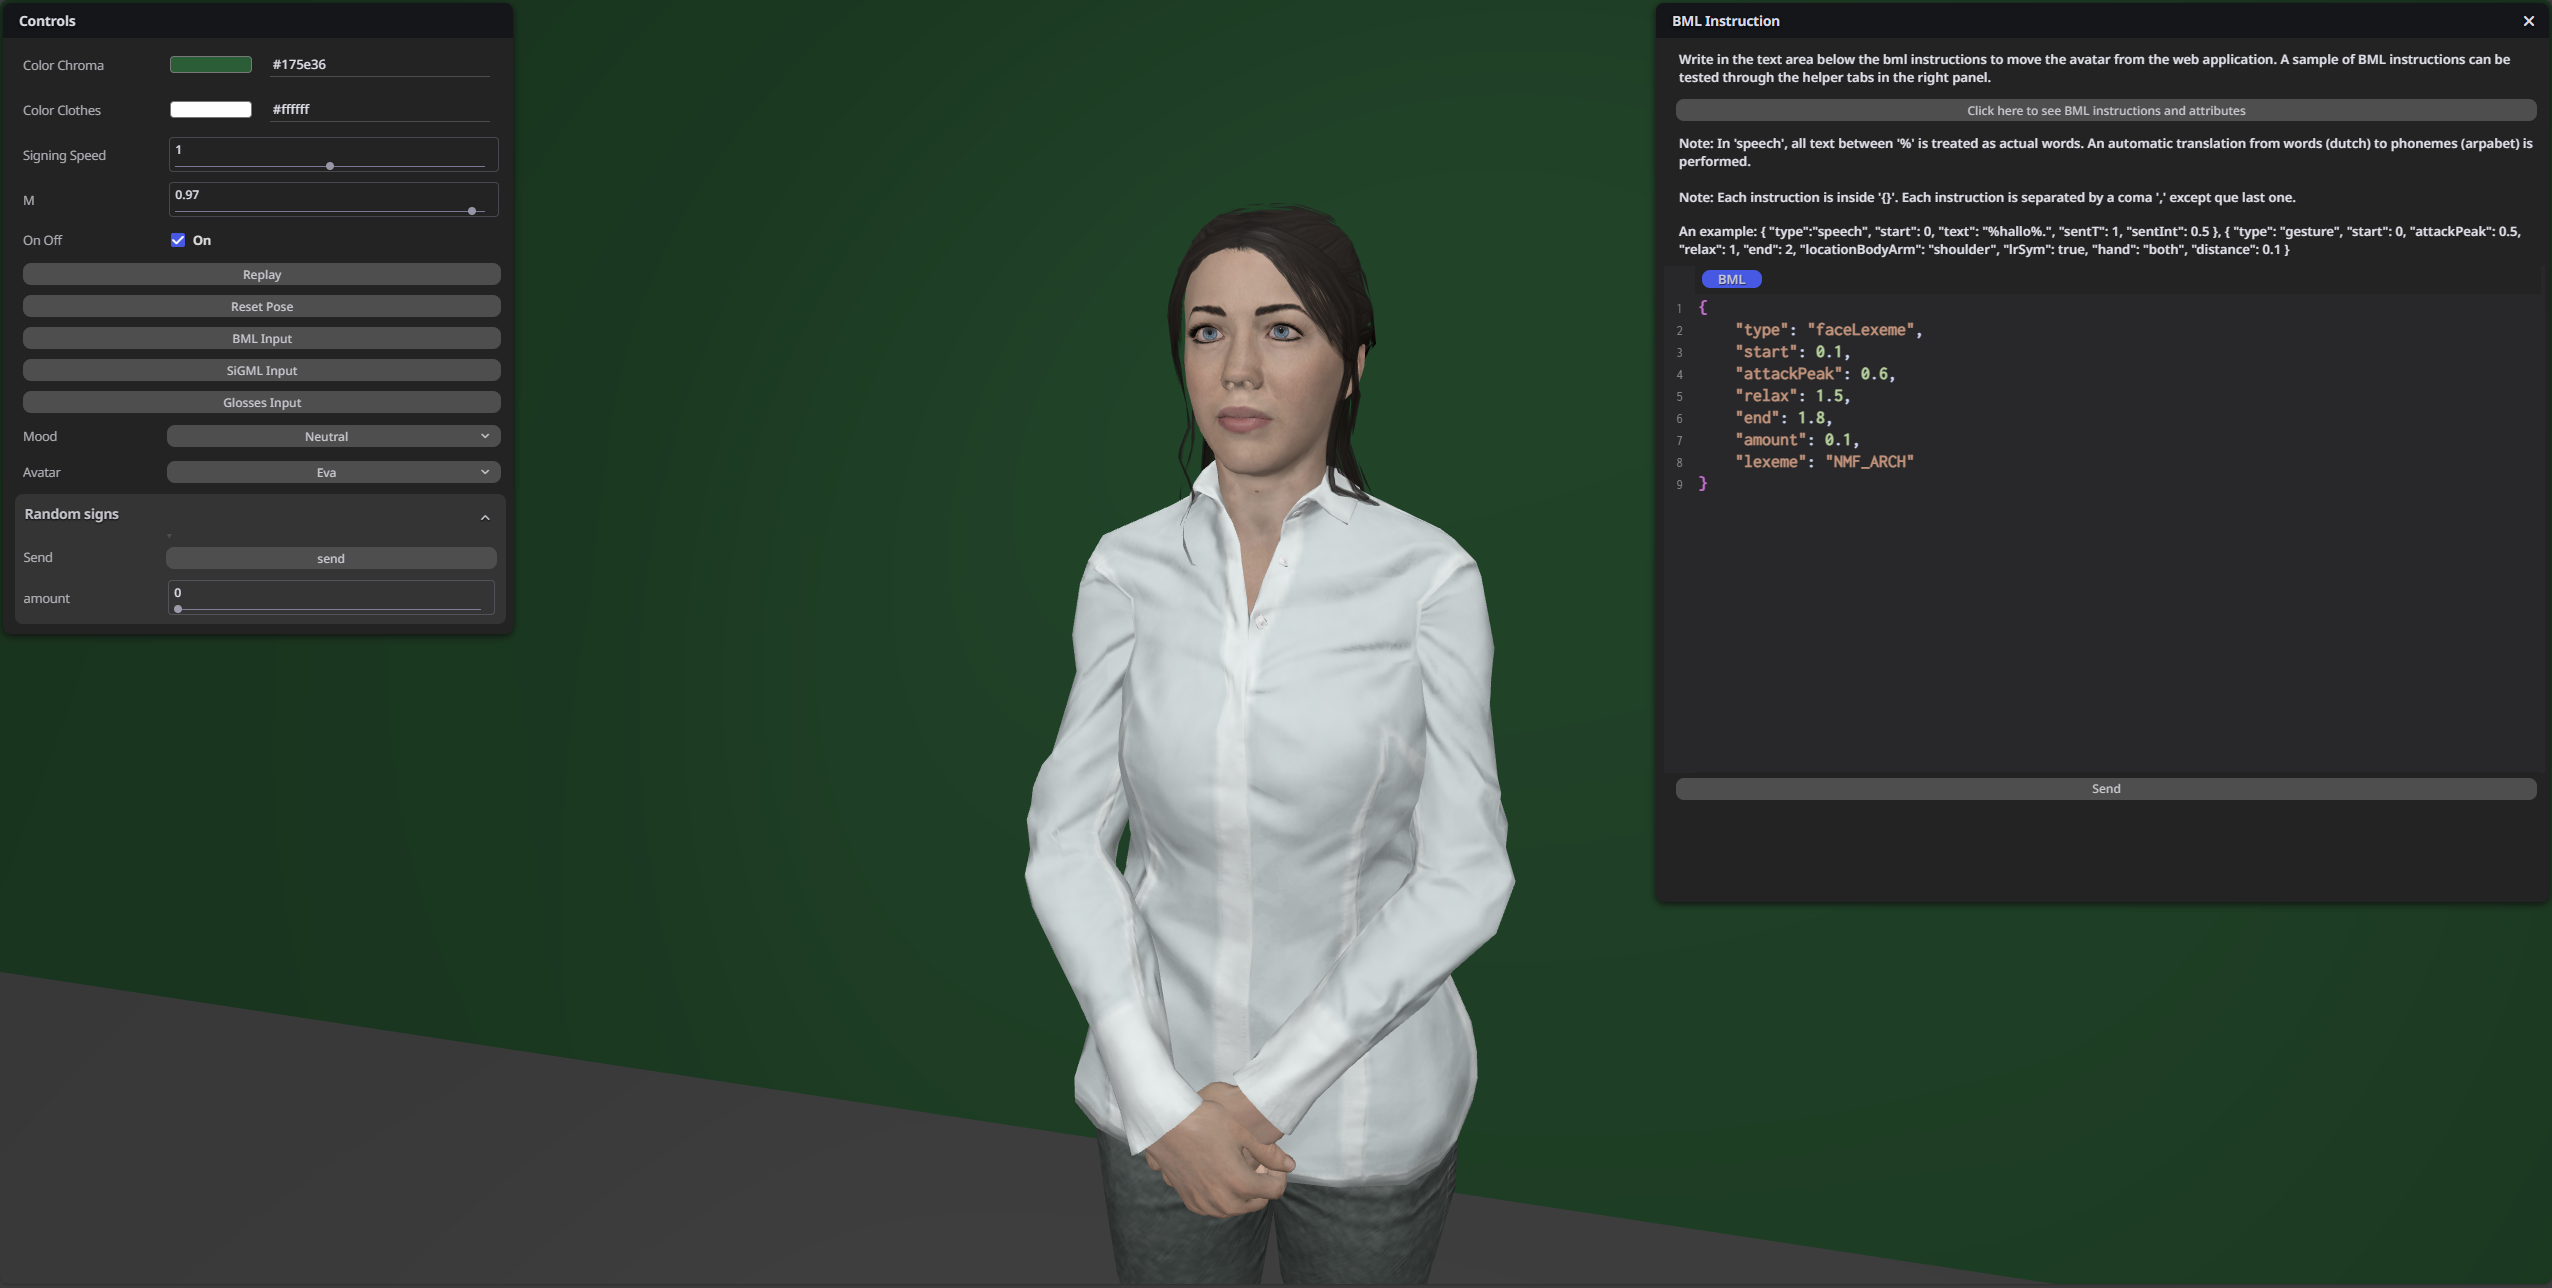 Controls
Color Chroma #175e36
Color Clothes #ffffff
Signing Speed 1
M 0.97
On Off On
Replay
Reset Pose
BML Input
SiGML Input
Glosses Input
Mood Neutral
Avatar Eva
Random signs
Send send
amount 0
BML Instruction
Write in the text area below the bml instructions to move the avatar from the web application. A sample of BML instructions can be
tested through the helper tabs in the right panel.
Click here to see BML instructions and attributes
Note: In 'speech', all text between '%' is treated as actual words. An automatic translation from words (dutch) to phonemes (arpabet) is
performed.
Note: Each instruction is inside '{}'. Each instruction is separated by a coma ',' except que last one.
An example: { "type":"speech", "start": 0, "text": "%hallo%.", "sentT": 1, "sentInt": 0.5 }, { "type": "gesture", "start": 0, "attackPeak": 0.5,
"relax": 1, "end": 2, "locationBodyArm": "shoulder", "lrSym": true, "hand": "both", "distance": 0.1 }
BML
1 {
2 "type": "faceLexeme",
3 "start": 0.1,
4 "attackPeak": 0.6,
5 "relax": 1.5,
6 "end": 1.8,
7 "amount": 0.1,
8 "lexeme": "NMF_ARCH"
9 }
Send